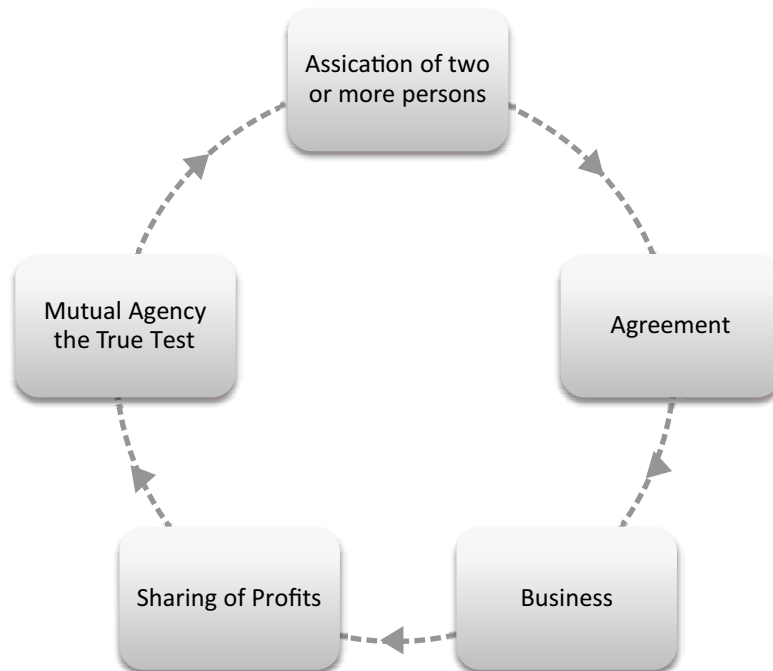 Assication of two
or more persons
Agreement
Business
Sharing of Profits
Mutual Agency
the True Test